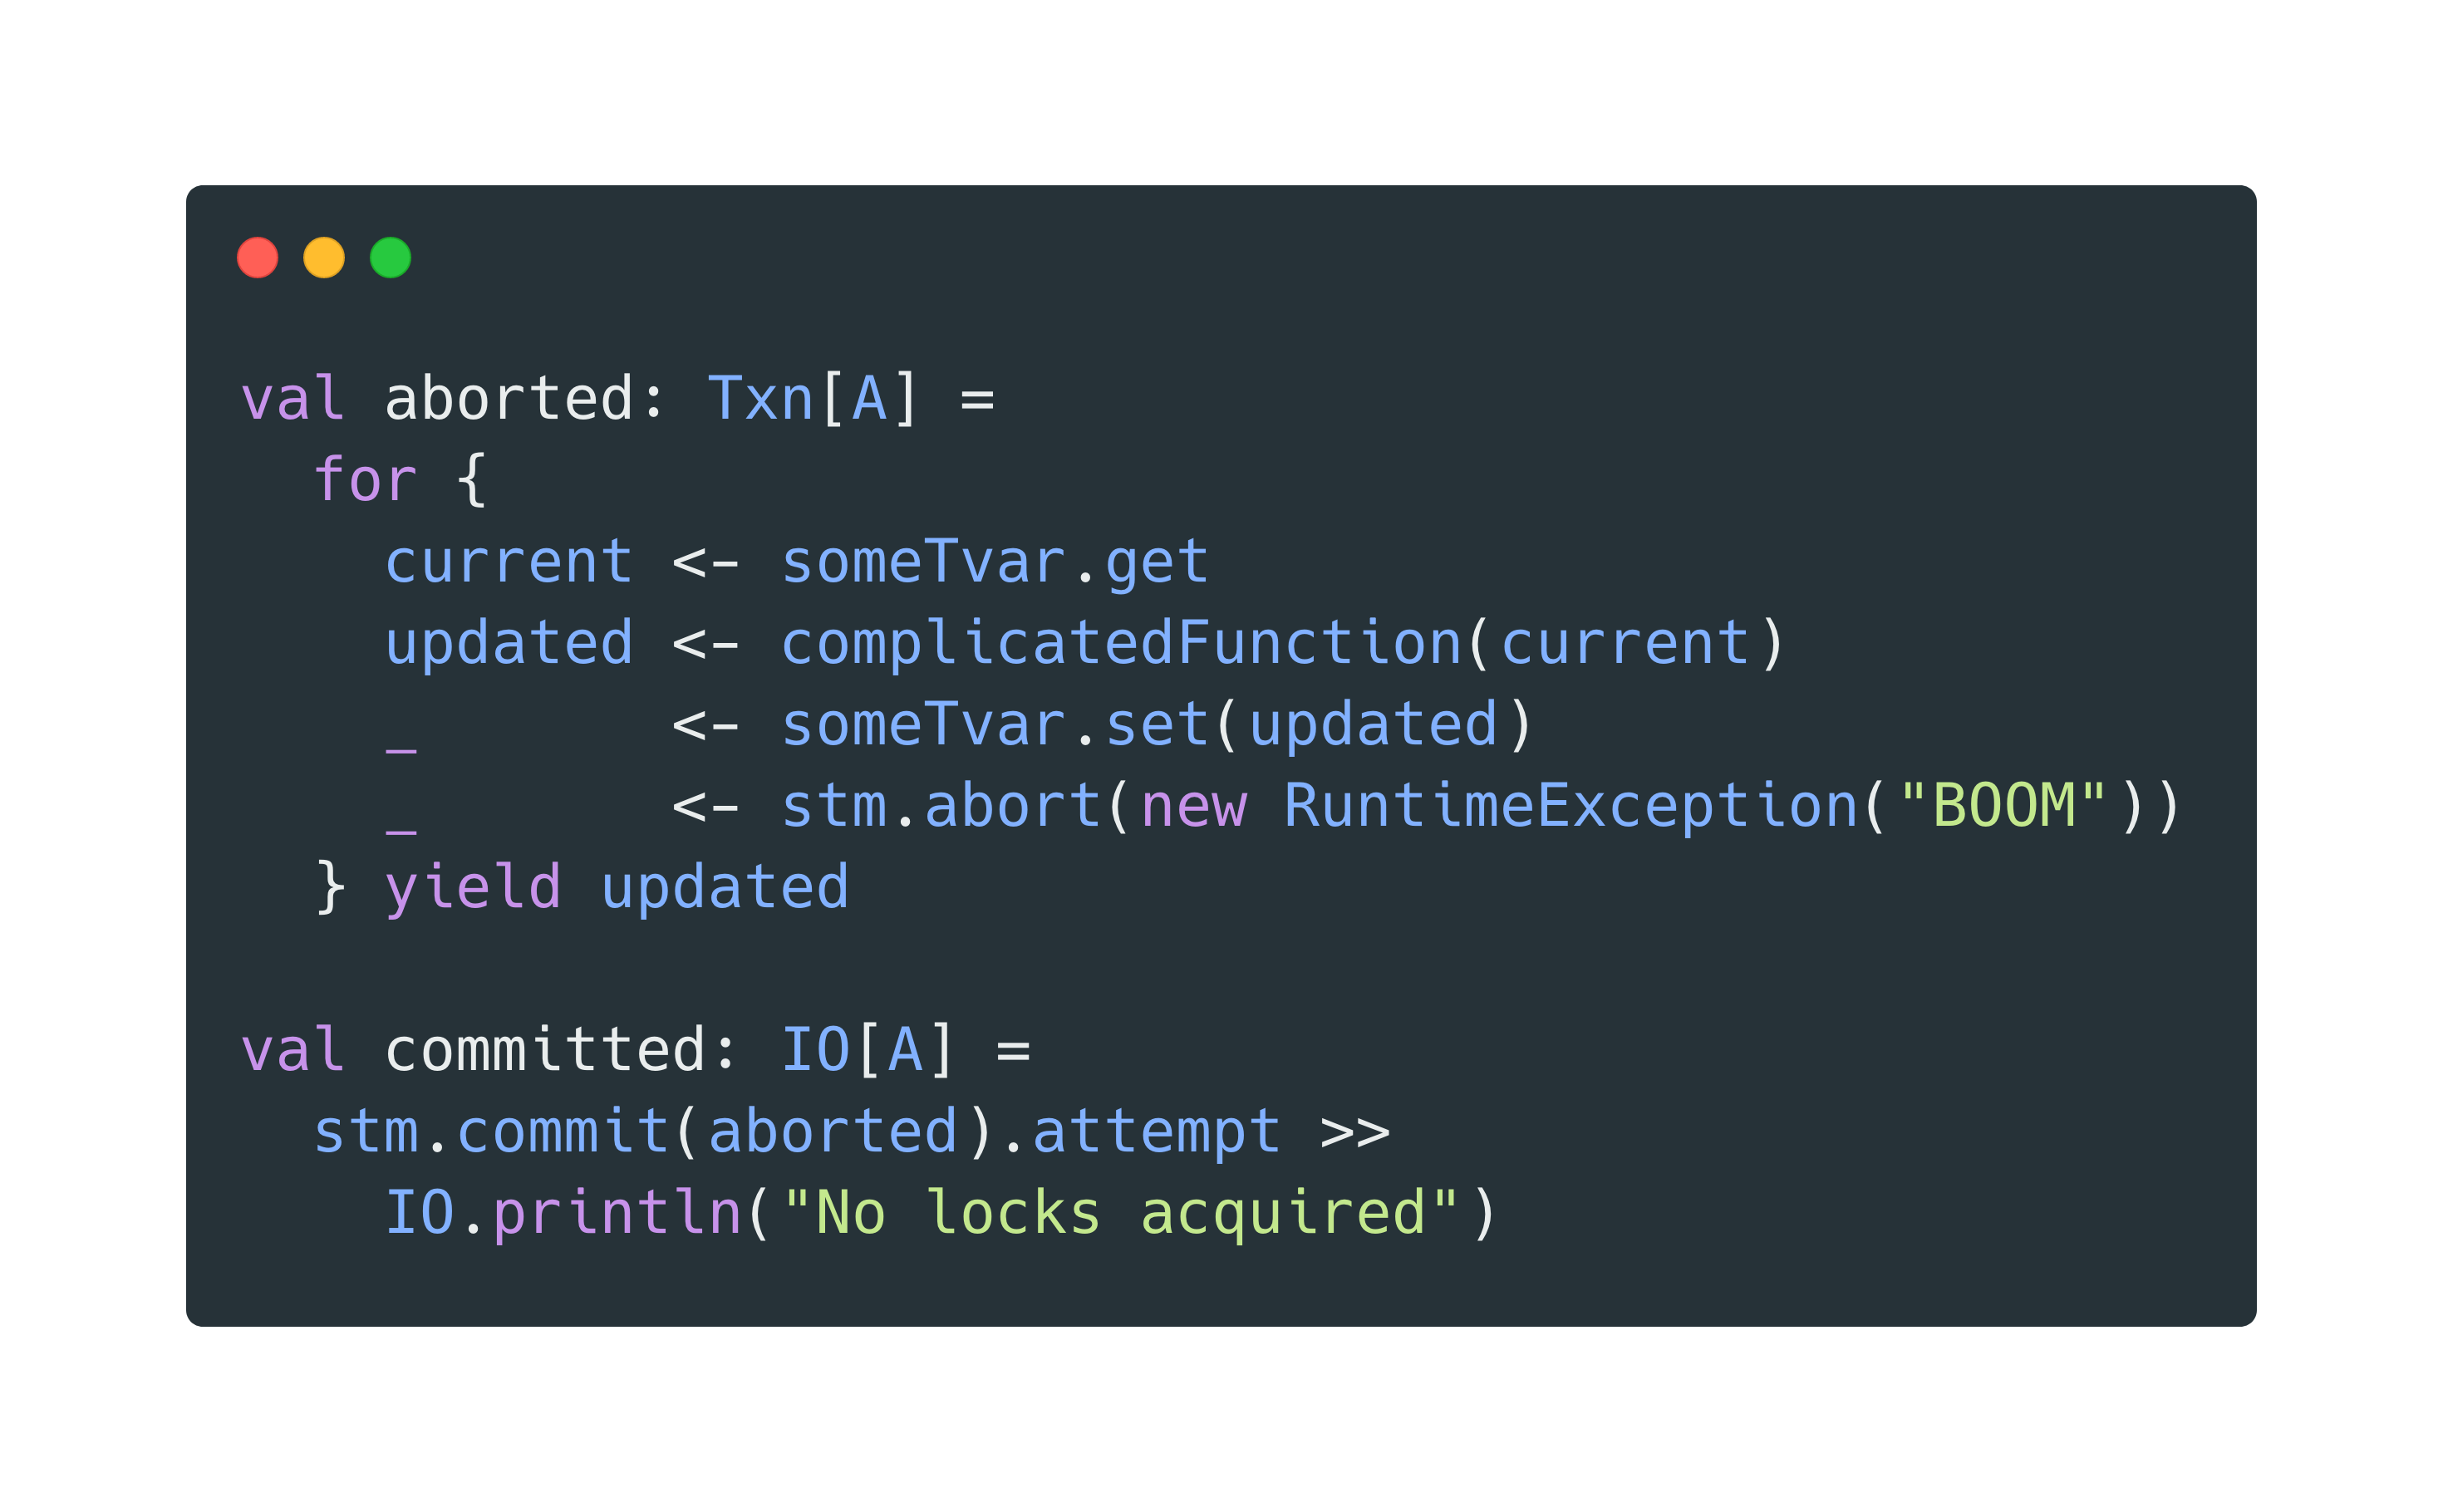 val aborted: Txn[A] =
  for {
    current <- someTvar.get
    updated <- complicatedFunction(current)
    _       <- someTvar.set(updated)
    _       <- stm.abort(new RuntimeException("BOOM"))
  } yield updated

val committed: IO[A] =
  stm.commit(aborted).attempt >>
    IO.println("No locks acquired")